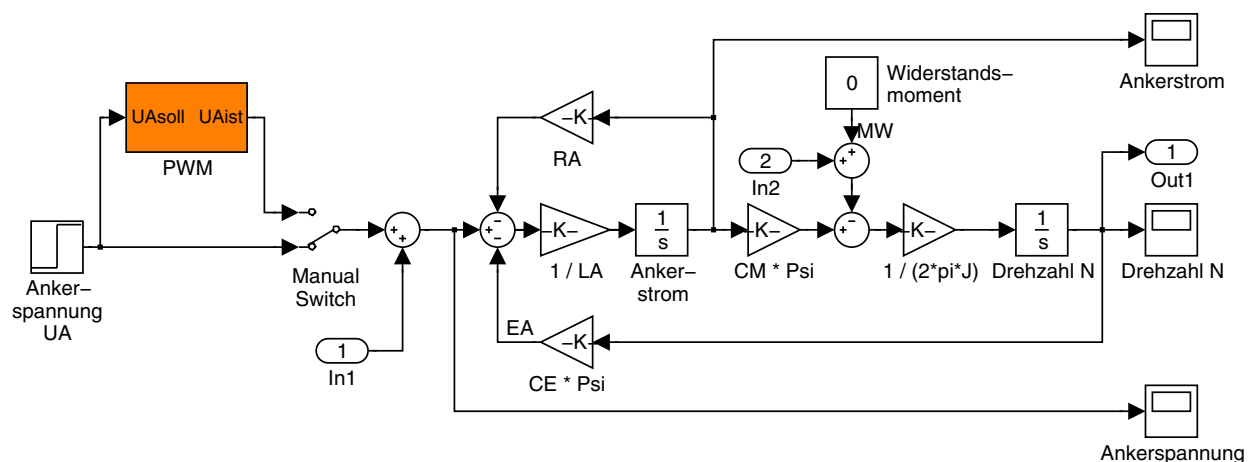 Ankerstrom
0
Widerstands–
moment
MW
UAsoll UAist
PWM
–K–
RA
2
In2
1
Out1
Anker–
spannung
UA
Manual
Switch
–K–
1 / LA
1
s
Anker–
strom
–K–
CM * Psi
–K–
1 / (2*pi*J)
1
s
Drehzahl N
Drehzahl N
1
In1
EA
–K–
CE * Psi
Ankerspannung